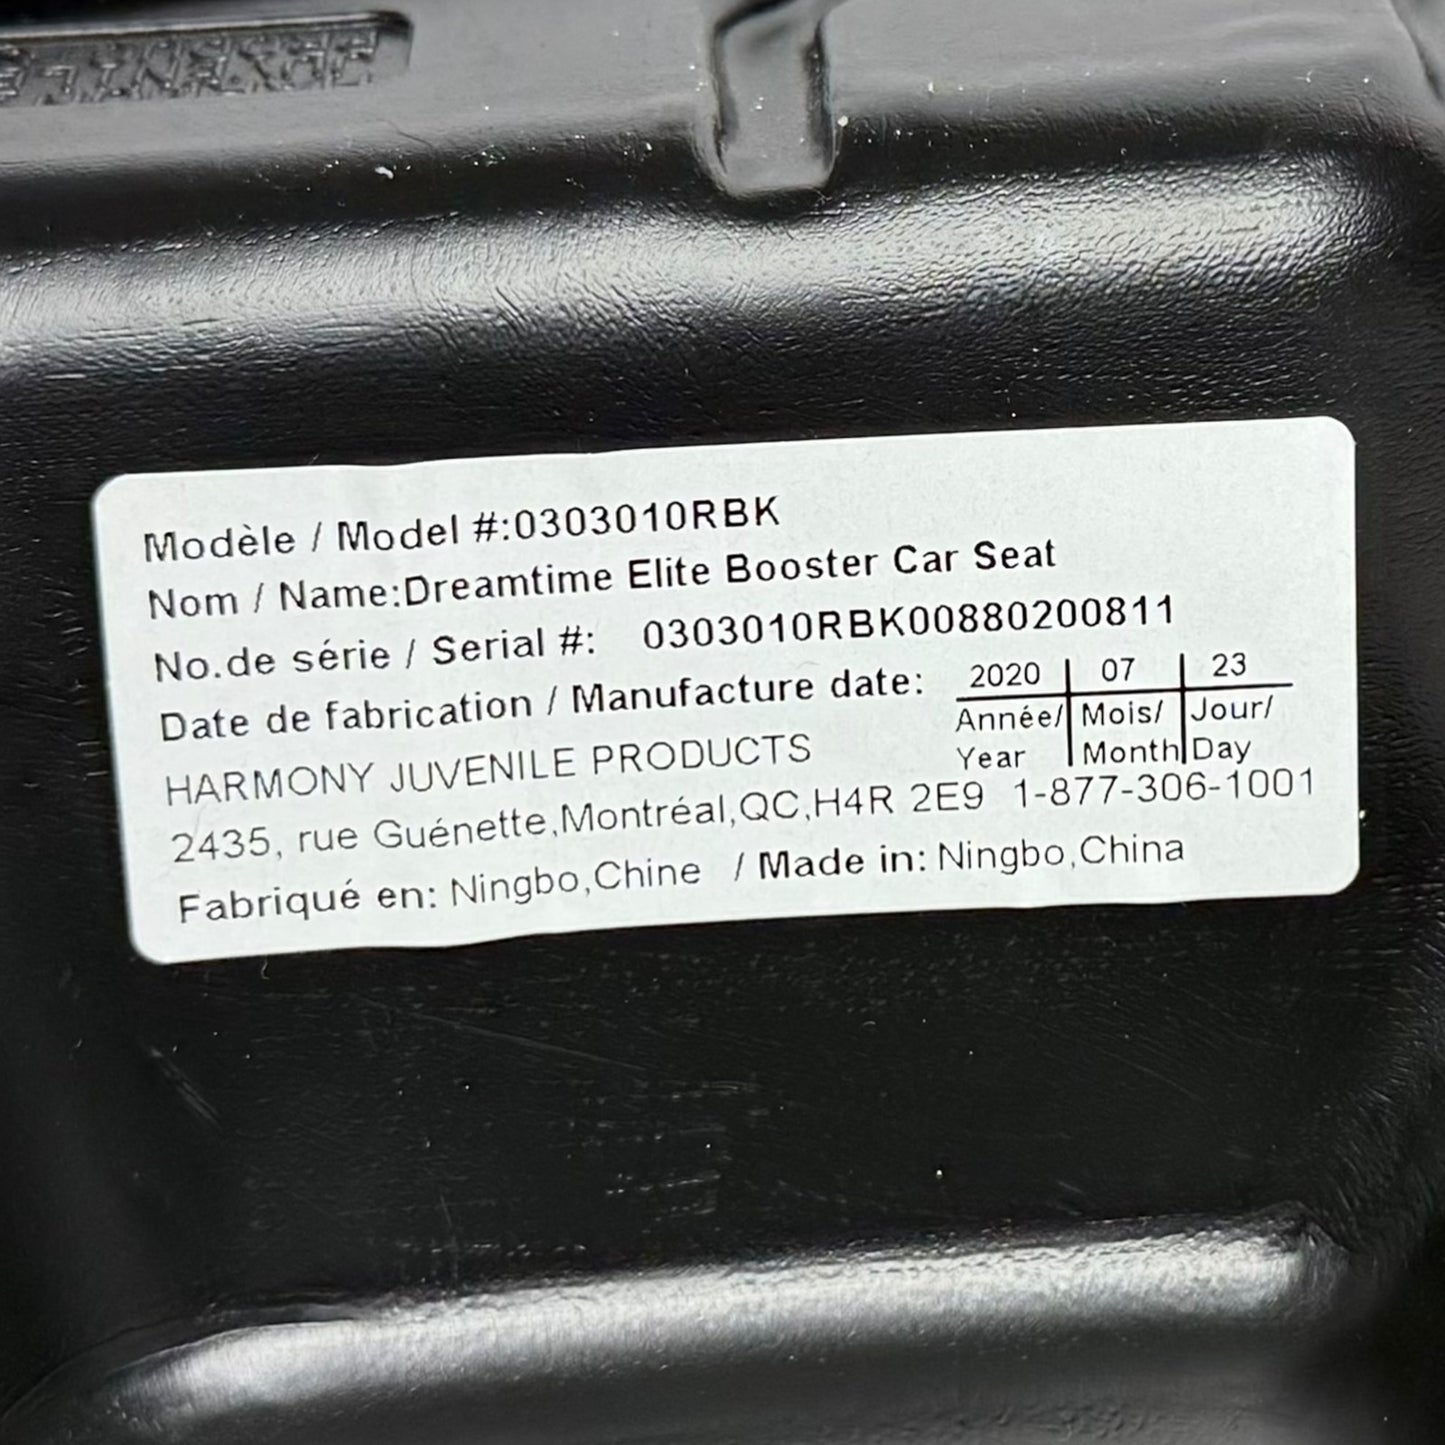 JUVENILE
Modèle / Model #:0303010RBK
Nom / Name:Dreamtime Elite Booster Car Seat
No.de série / Serial #: 0303010RBK00880200811
Date de fabrication / Manufacture date: 2020 07 23
Année/ Mois/ Jour/
Year Month Day
HARMONY JUVENILE PRODUCTS
2435, rue Guénette,Montréal,QC,H4R 2E9 1-877-306-1001
Fabriqué en: Ningbo,Chine / Made in: Ningbo,China